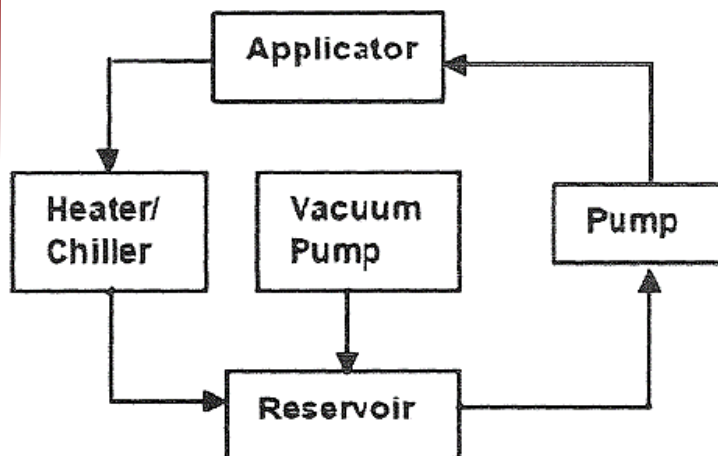 Applicator
Heater/
Chiller
Vacuum
Pump
Pump
Reservoir